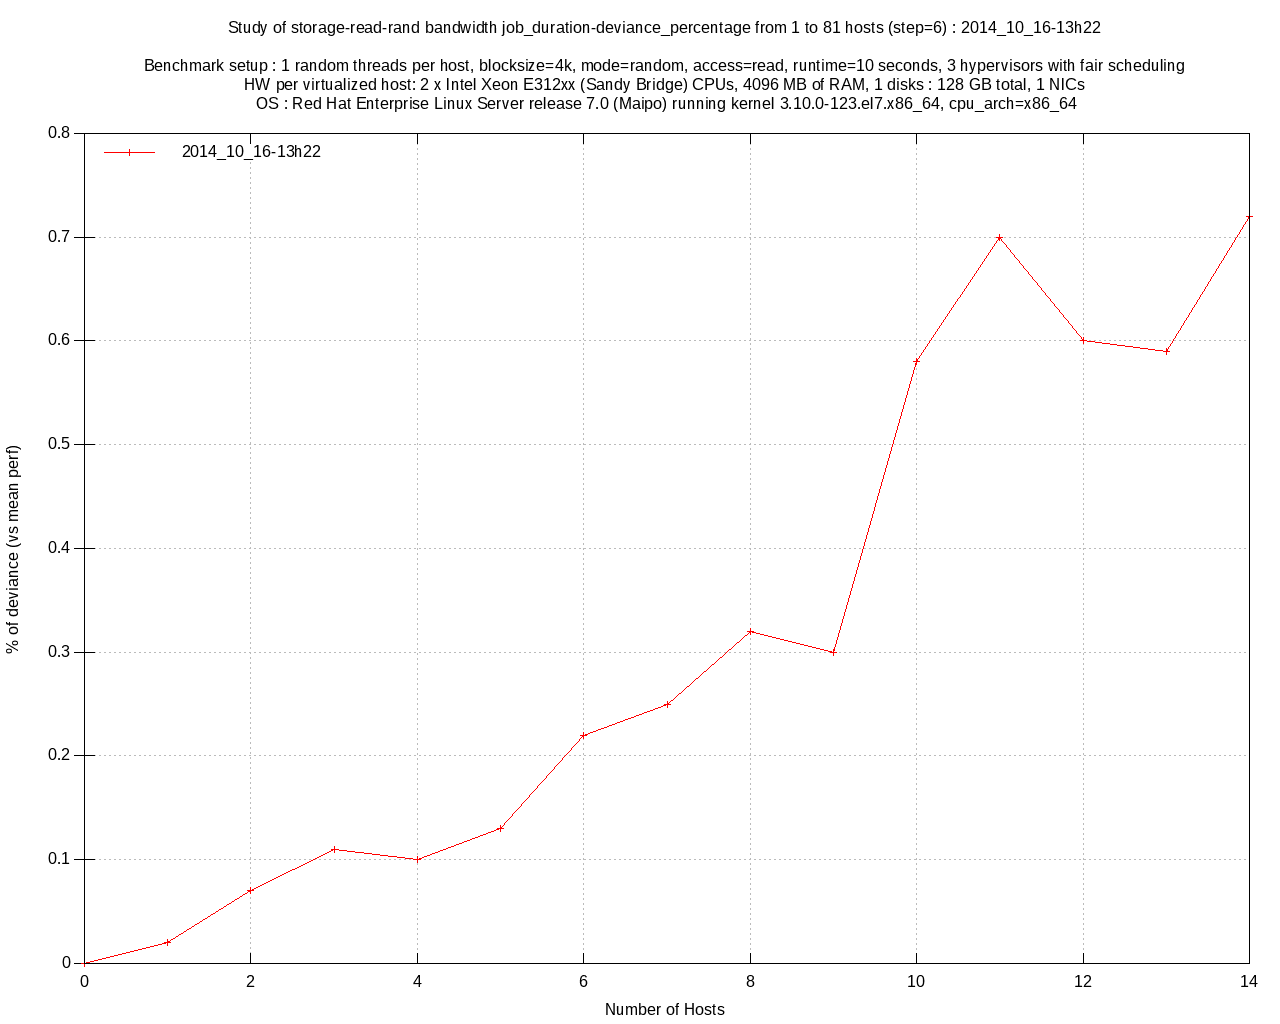 Study of storage-read-rand bandwidth job_duration-deviance_percentage from 1 to 81 hosts (step=6) : 2014_10_16-13h22
Benchmark setup : 1 random threads per host, blocksize=4k, mode=random, access=read, runtime=10 seconds, 3 hypervisors with fair scheduling
HW per virtualized host: 2 x Intel Xeon E312xx (Sandy Bridge) CPUs, 4096 MB of RAM, 1 disks : 128 GB total, 1 NICs
OS : Red Hat Enterprise Linux Server release 7.0 (Maipo) running kernel 3.10.0-123.el7.x86_64, cpu_arch=x86_64
2014_10_16-13h22
0.8
0.7
0.6
0.5
0.4
0.3
0.2
0.1
0
% of deviance (vs mean perf)
0 2 4 6 8 10 12 14
Number of Hosts